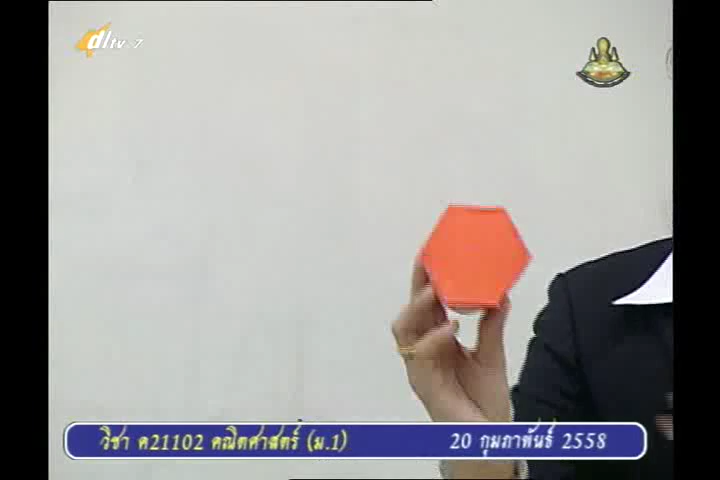 dltv 7
วิชา ค21102 คณิตศาสตร์ (ม.1) 20 กุมภาพันธ์ 2558